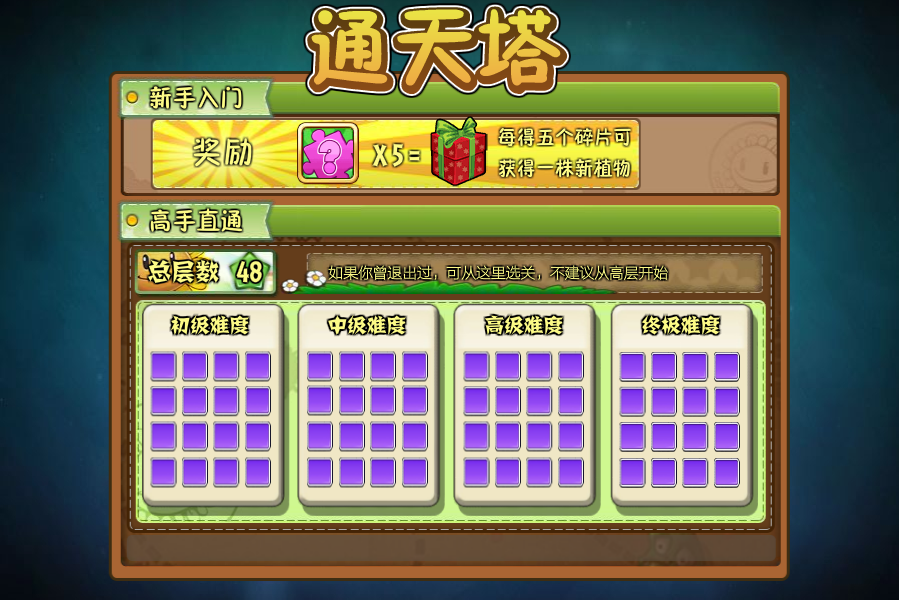 通天塔
新手入门
奖励
?
X5=
每得五个碎片可
获得一株新植物
高手直通
总层数 48
如果你曾退出过，可从这里选关，不建议从高层开始
初级难度
中级难度
高级难度
终极难度